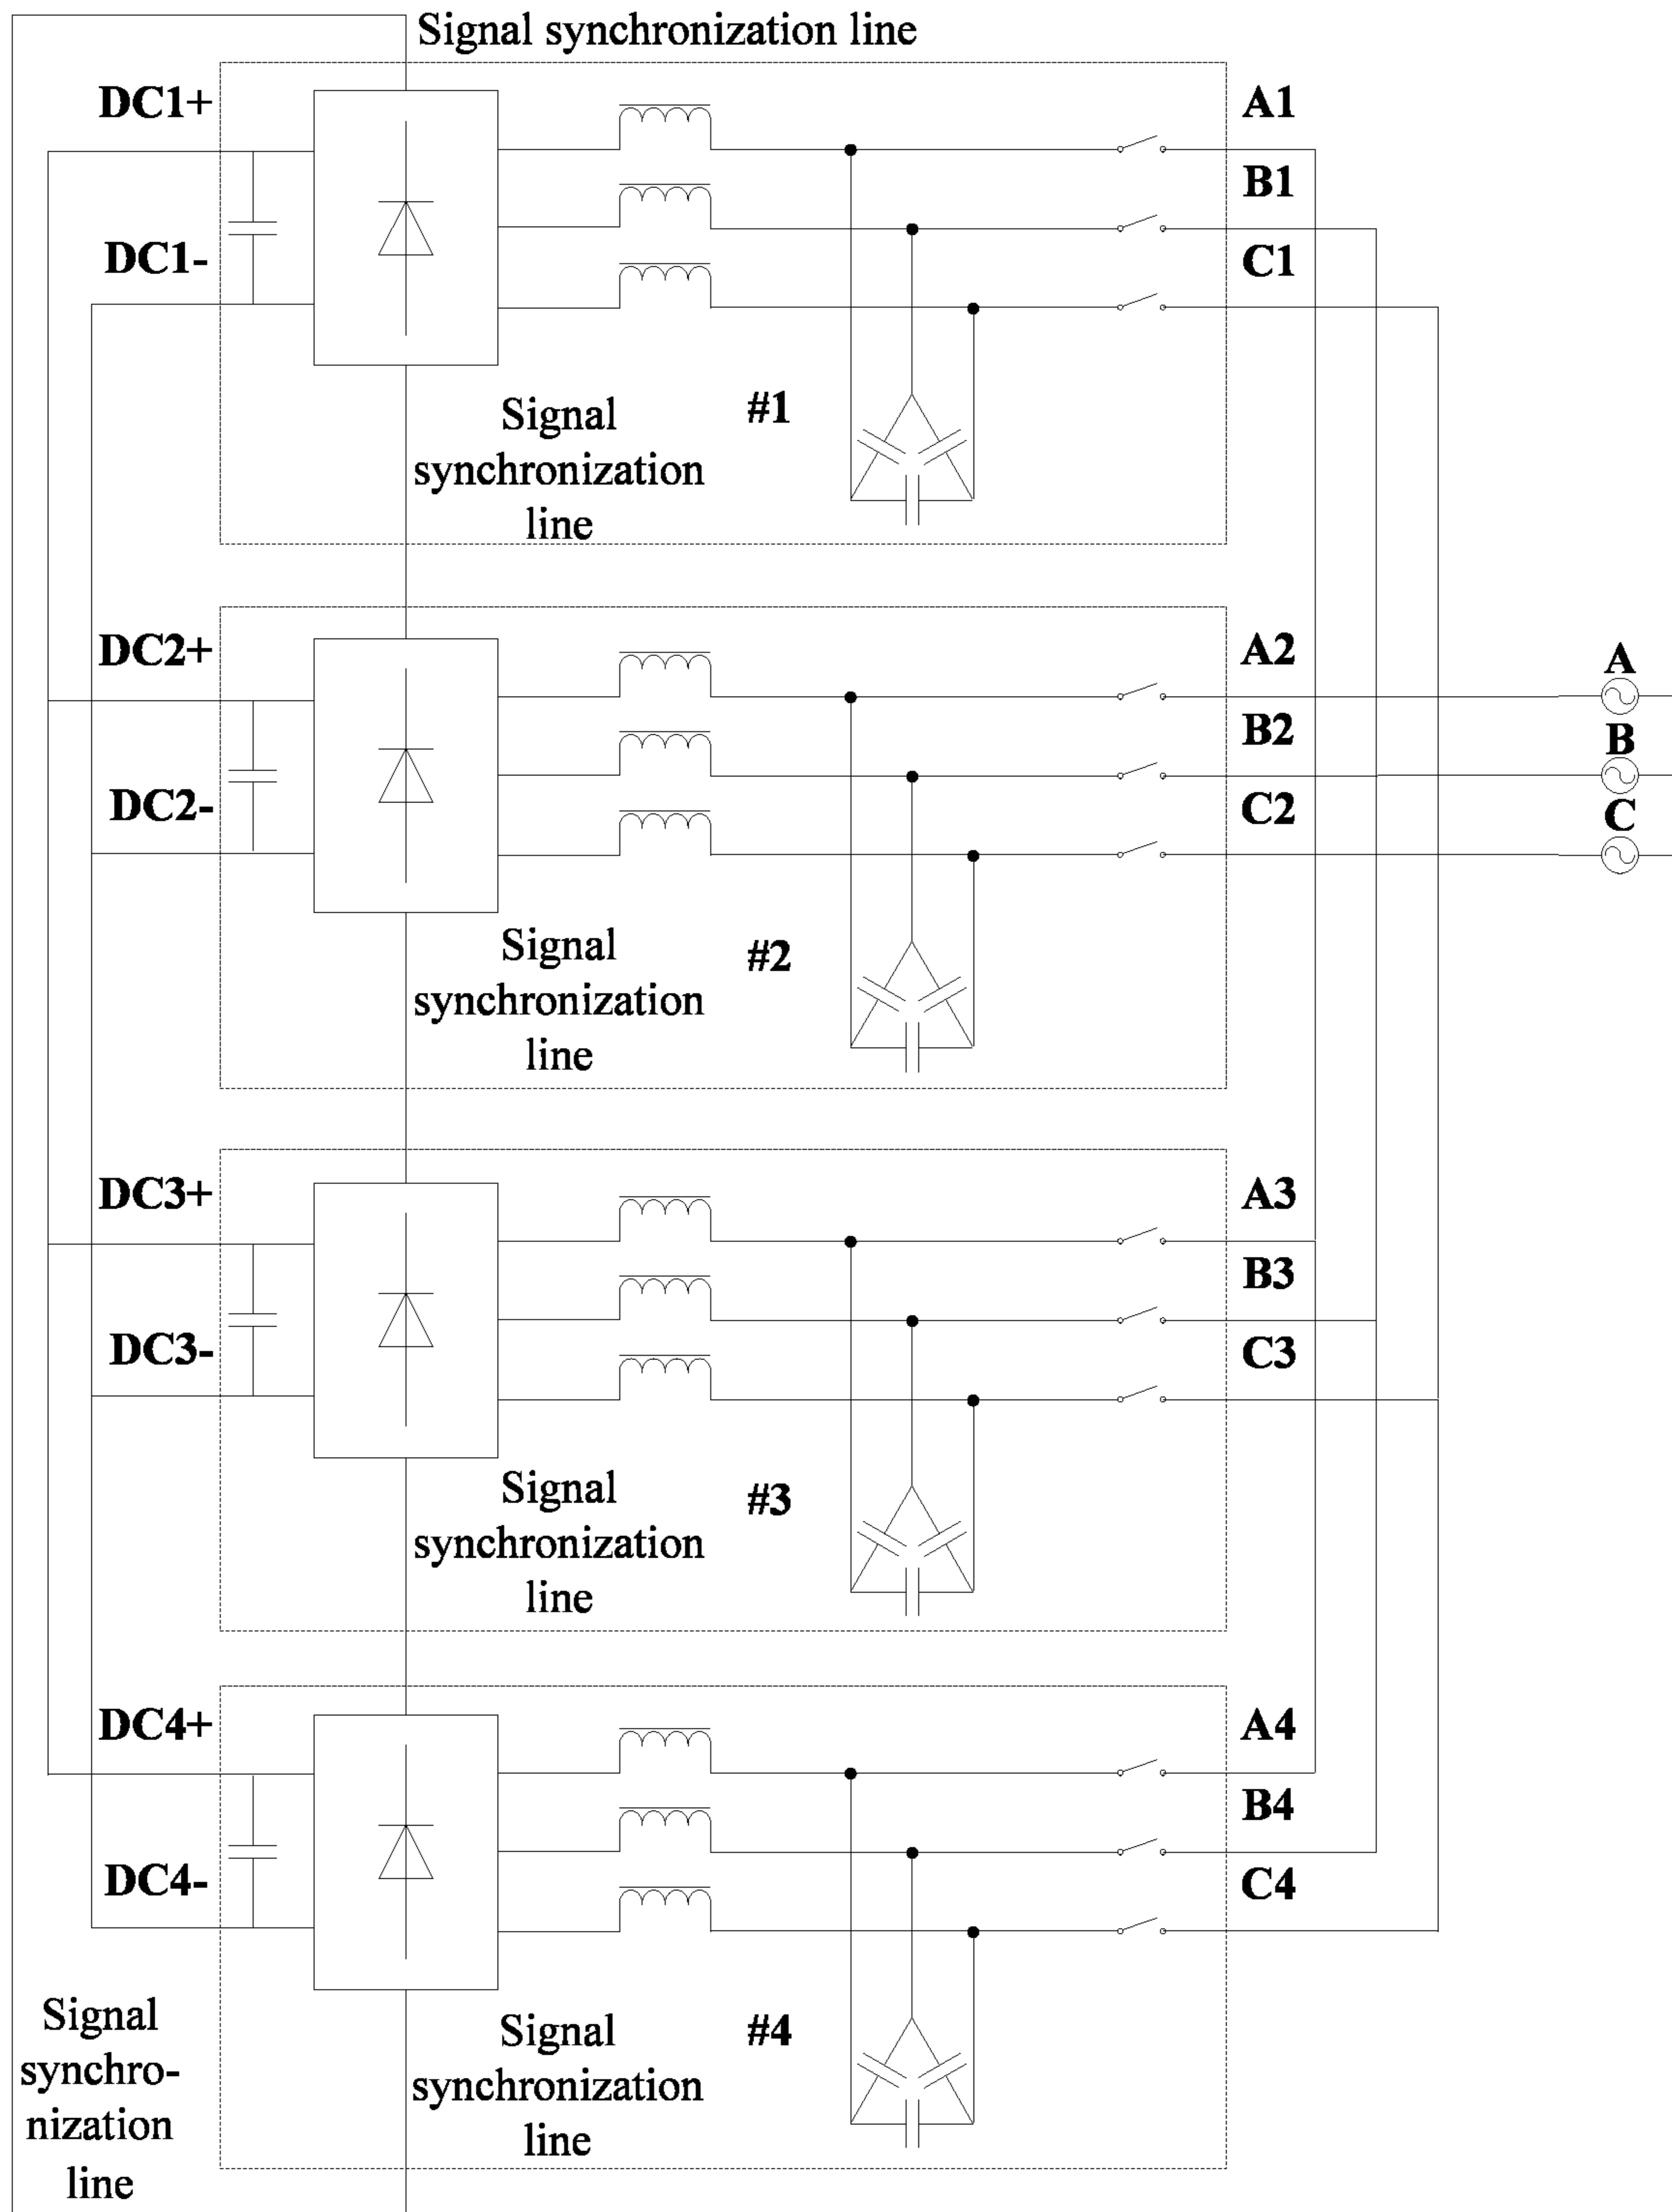 Signal synchronization line
DC1+
A1
B1
DC1-
C1
#1
Signal
synchronization
line
DC2+
A2
A
B2
B
DC2-
C2
C
#2
Signal
synchronization
line
DC3+
A3
B3
DC3-
C3
#3
Signal
synchronization
line
DC4+
A4
B4
DC4-
C4
#4
Signal
synchronization
line
Signal
synchro-
nization
line